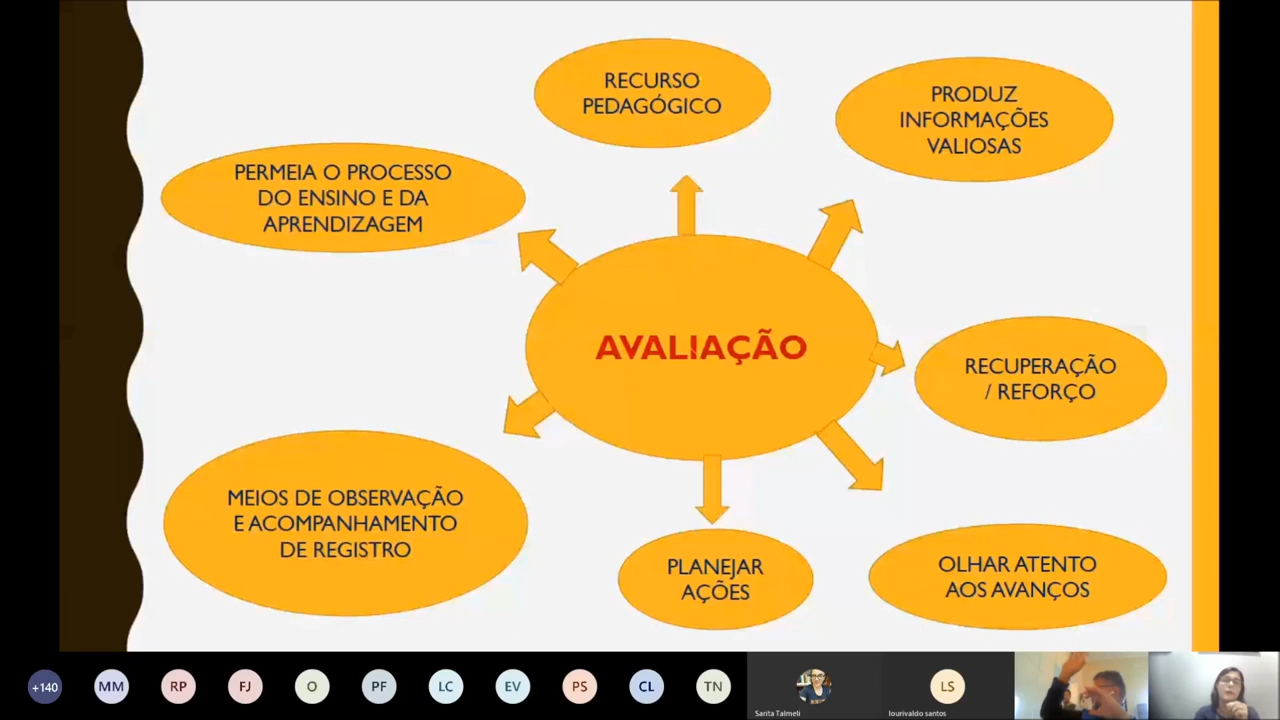 RECURSO
PEDAGÓGICO
PRODUZ
INFORMAÇÕES
VALIOSAS
PERMEIA O PROCESSO
DO ENSINO E DA
APRENDIZAGEM
AVALIAÇÃO
RECUPERAÇÃO
/ REFORÇO
MEIOS DE OBSERVAÇÃO
E ACOMPANHAMENTO
DE REGISTRO
PLANEJAR
AÇÕES
OLHAR ATENTO
AOS AVANÇOS
+140
MM
RP
FJ
O
PF
LC
EV
PS
CL
TN
Sarita Talmeli
LS
lourivaldo santos